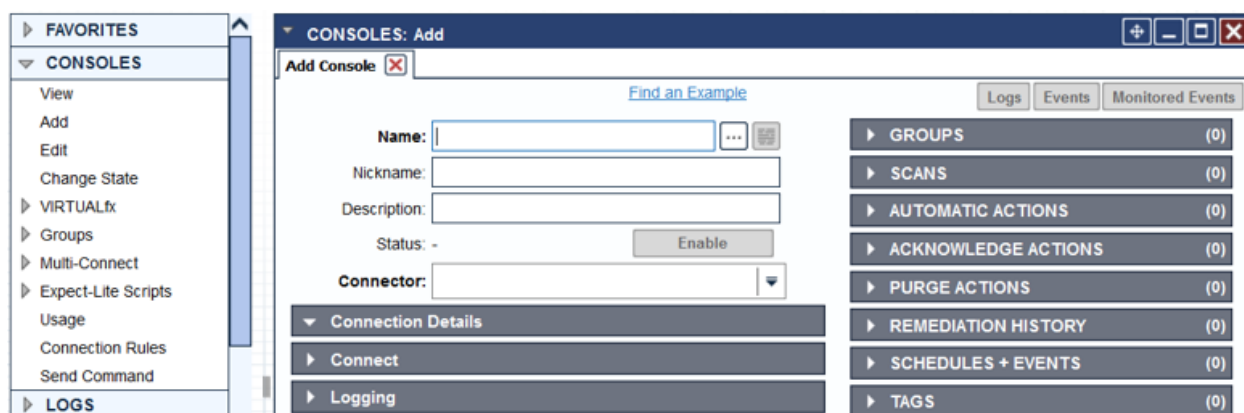 FAVORITES
CONSOLES
View
Add
Edit
Change State
VIRTUALfx
Groups
Multi-Connect
Expect-Lite Scripts
Usage
Connection Rules
Send Command
LOGS
CONSOLES: Add
Add Console
Find an Example
Logs Events Monitored Events
Name: ...
Nickname:
Description:
Status: - Enable
Connector:
Connection Details
Connect
Logging
GROUPS (0)
SCANS (0)
AUTOMATIC ACTIONS (0)
ACKNOWLEDGE ACTIONS (0)
PURGE ACTIONS (0)
REMEDIATION HISTORY (0)
SCHEDULES + EVENTS (0)
TAGS (0)